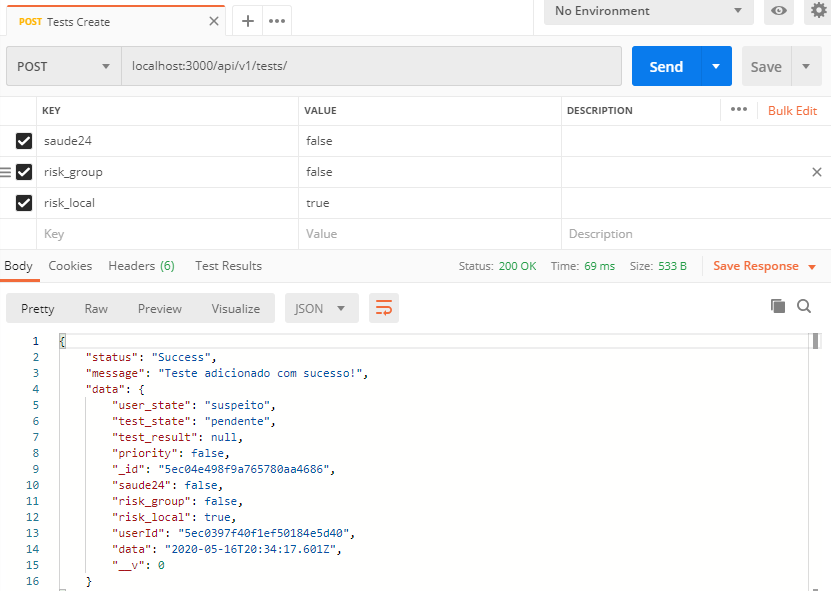 POST Tests Create
No Environment
POST localhost:3000/api/v1/tests/ Send Save
KEY VALUE DESCRIPTION Bulk Edit
saude24 false
risk_group false
risk_local true
Key Value Description
Body Cookies Headers (6) Test Results Status: 200 OK Time: 69 ms Size: 533 B Save Response
Pretty Raw Preview Visualize JSON
1 {
2 "status": "Success",
3 "message": "Teste adicionado com sucesso!",
4 "data": {
5 "user_state": "suspeito",
6 "test_state": "pendente",
7 "test_result": null,
8 "priority": false,
9 "_id": "5ec04e498f9a765780aa4686",
10 "saude24": false,
11 "risk_group": false,
12 "risk_local": true,
13 "userId": "5ec0397f40f1ef50184e5d40",
14 "data": "2020-05-16T20:34:17.601Z",
15 "__v": 0
16 }